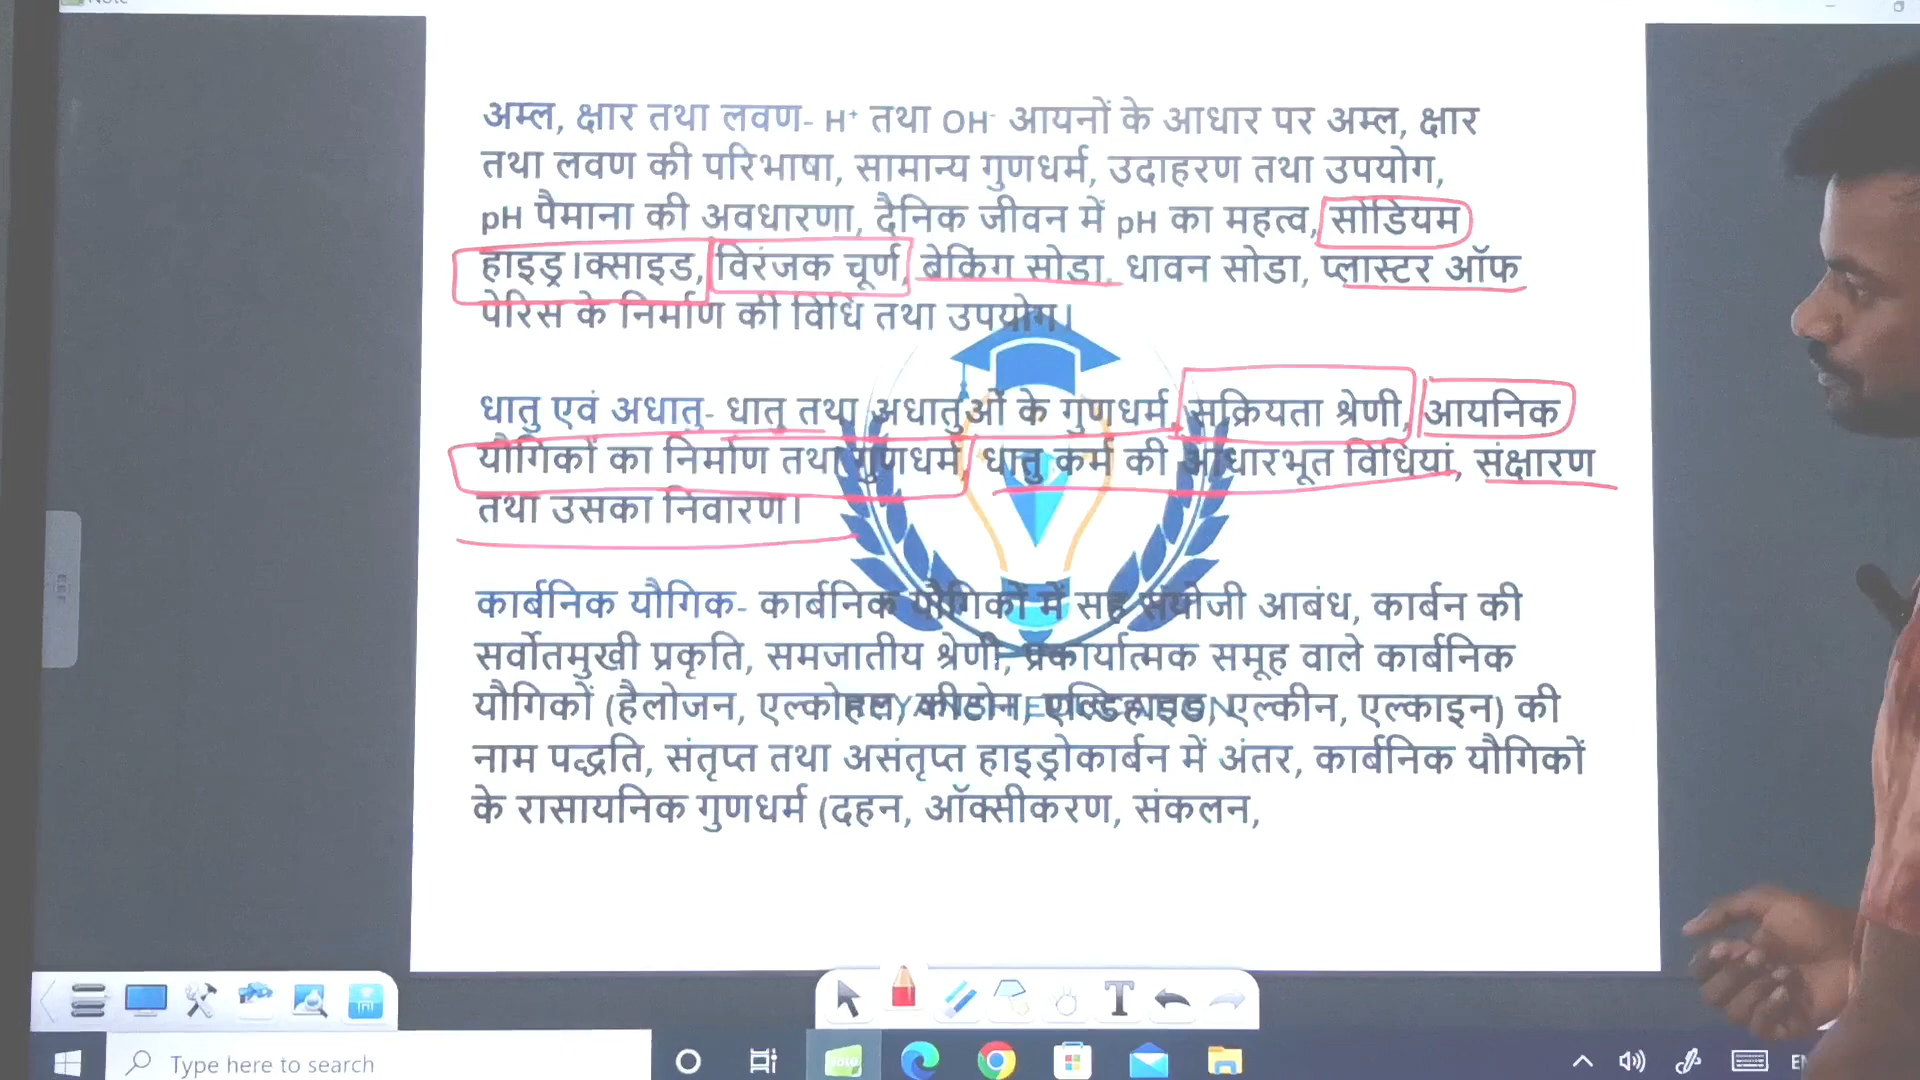 Note
अम्ल, क्षार तथा लवण- H⁺ तथा OH⁻ आयनों के आधार पर अम्ल, क्षार
तथा लवण की परिभाषा, सामान्य गुणधर्म, उदाहरण तथा उपयोग,
pH पैमाना की अवधारणा, दैनिक जीवन में pH का महत्व, सोडियम
हाइड्र ।क्साइड, विरंजक चूर्ण, बेकिंग सोडा, धावन सोडा, प्लास्टर ऑफ
पेरिस के निर्माण की विधि तथा उपयोग।
धातु एवं अधातु- धातु तथा अधातुओं के गुणधर्म, सक्रियता श्रेणी, आयनिक
यौगिकों का निर्माण तथा गुणधर्म, धातु कर्म की आधारभूत विधियां, संक्षारण
तथा उसका निवारण।
कार्बनिक यौगिक- कार्बनिक यौगिकों में सह संयोजी आबंध, कार्बन की
सर्वोतमुखी प्रकृति, समजातीय श्रेणी, प्रकार्यात्मक समूह वाले कार्बनिक
यौगिकों (हैलोजन, एल्कोहल, कीटोन, एल्डिहाइड, एल्कीन, एल्काइन) की
नाम पद्धति, संतृप्त तथा असंतृप्त हाइड्रोकार्बन में अंतर, कार्बनिक यौगिकों
के रासायनिक गुणधर्म (दहन, ऑक्सीकरण, संकलन,
T
Type here to search